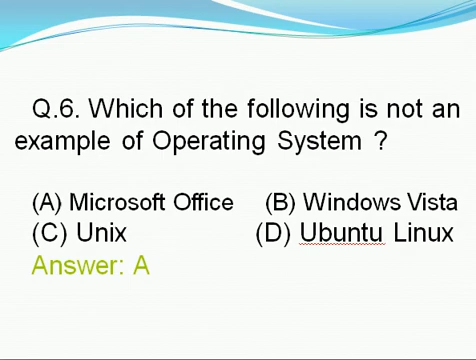 Q.6. Which of the following is not an
example of Operating System ?
(A) Microsoft Office (B) Windows Vista
(C) Unix (D) Ubuntu Linux
Answer: A